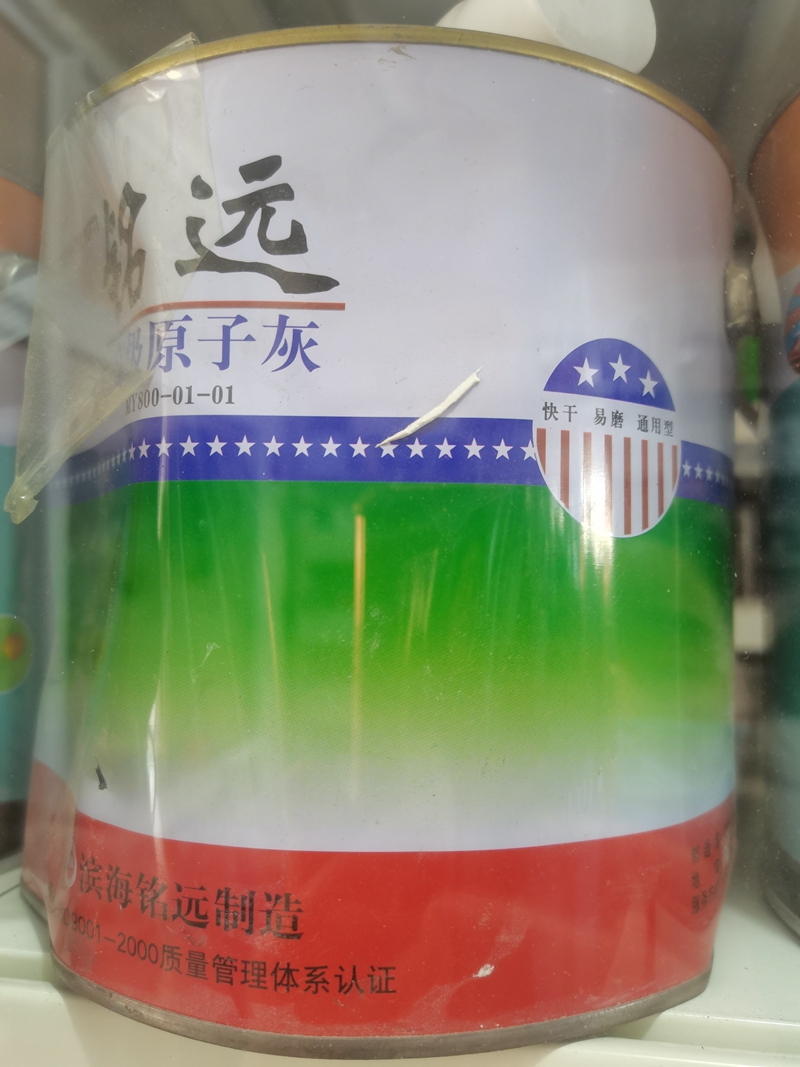 铭远
原子灰
MY800-01-01
快干 易磨 通用型
滨海铭远制造
9001-2000质量管理体系认证